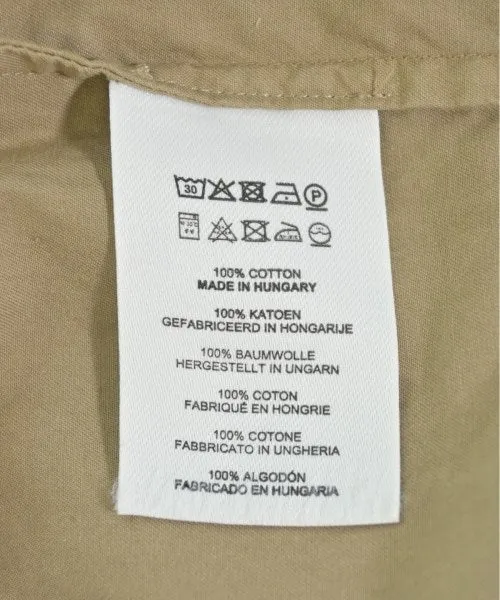 30 P
100% COTTON
MADE IN HUNGARY
100% KATOEN
GEFABRICEERD IN HONGARIJE
100% BAUMWOLLE
HERGESTELLT IN UNGARN
100% COTON
FABRIQUÉ EN HONGRIE
100% COTONE
FABBRICATO IN UNGHERIA
100% ALGODÓN
FABRICADO EN HUNGARIA